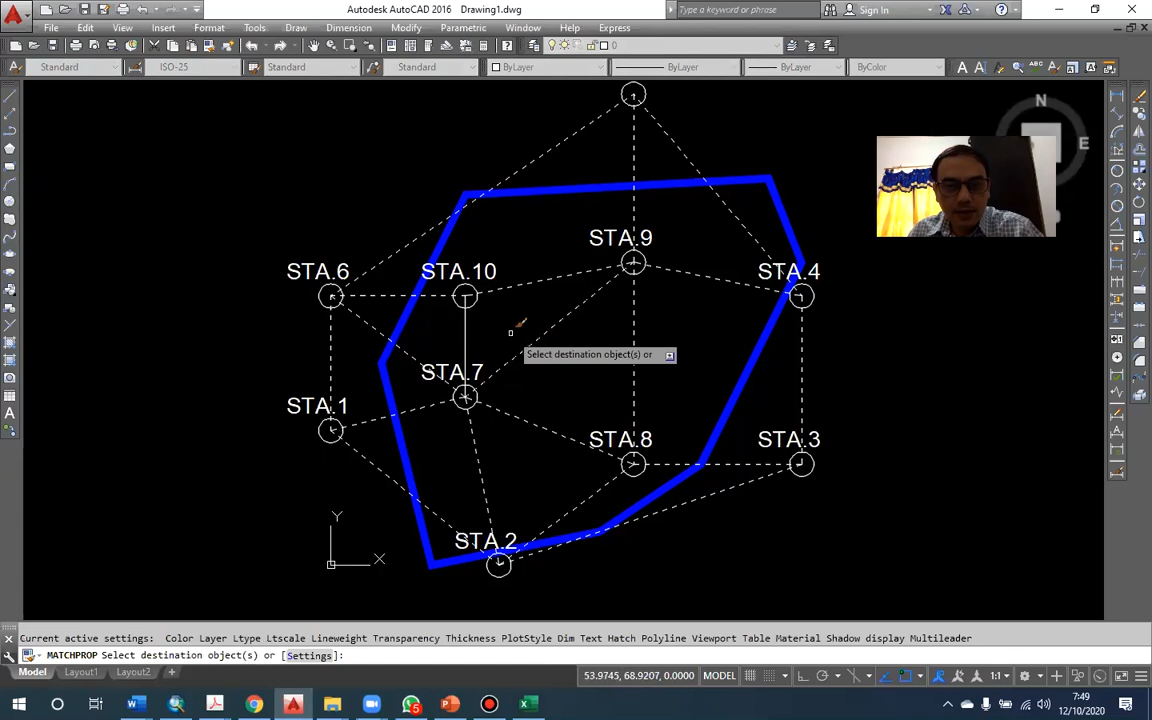 Autodesk AutoCAD 2016   Drawing1.dwg
Type a keyword or phrase
Sign In
File Edit View Insert Format Tools Draw Dimension Modify Parametric Window Help Express
0
Standard ISO-25 Standard Standard ByLayer ByLayer ByLayer ByColor
N
E
STA.9
STA.6
STA.10
STA.4
Select destination object(s) or
STA.7
STA.1
STA.8
STA.3
STA.2
Y
X
Current active settings:  Color Layer Ltype Ltscale Lineweight Transparency Thickness PlotStyle Dim Text Hatch Polyline Viewport Table Material Shadow display Multileader
MATCHPROP Select destination object(s) or [Settings]:
Model Layout1 Layout2 +
53.9745, 68.9207, 0.0000 MODEL 1:1
5
7:49
12/10/2020